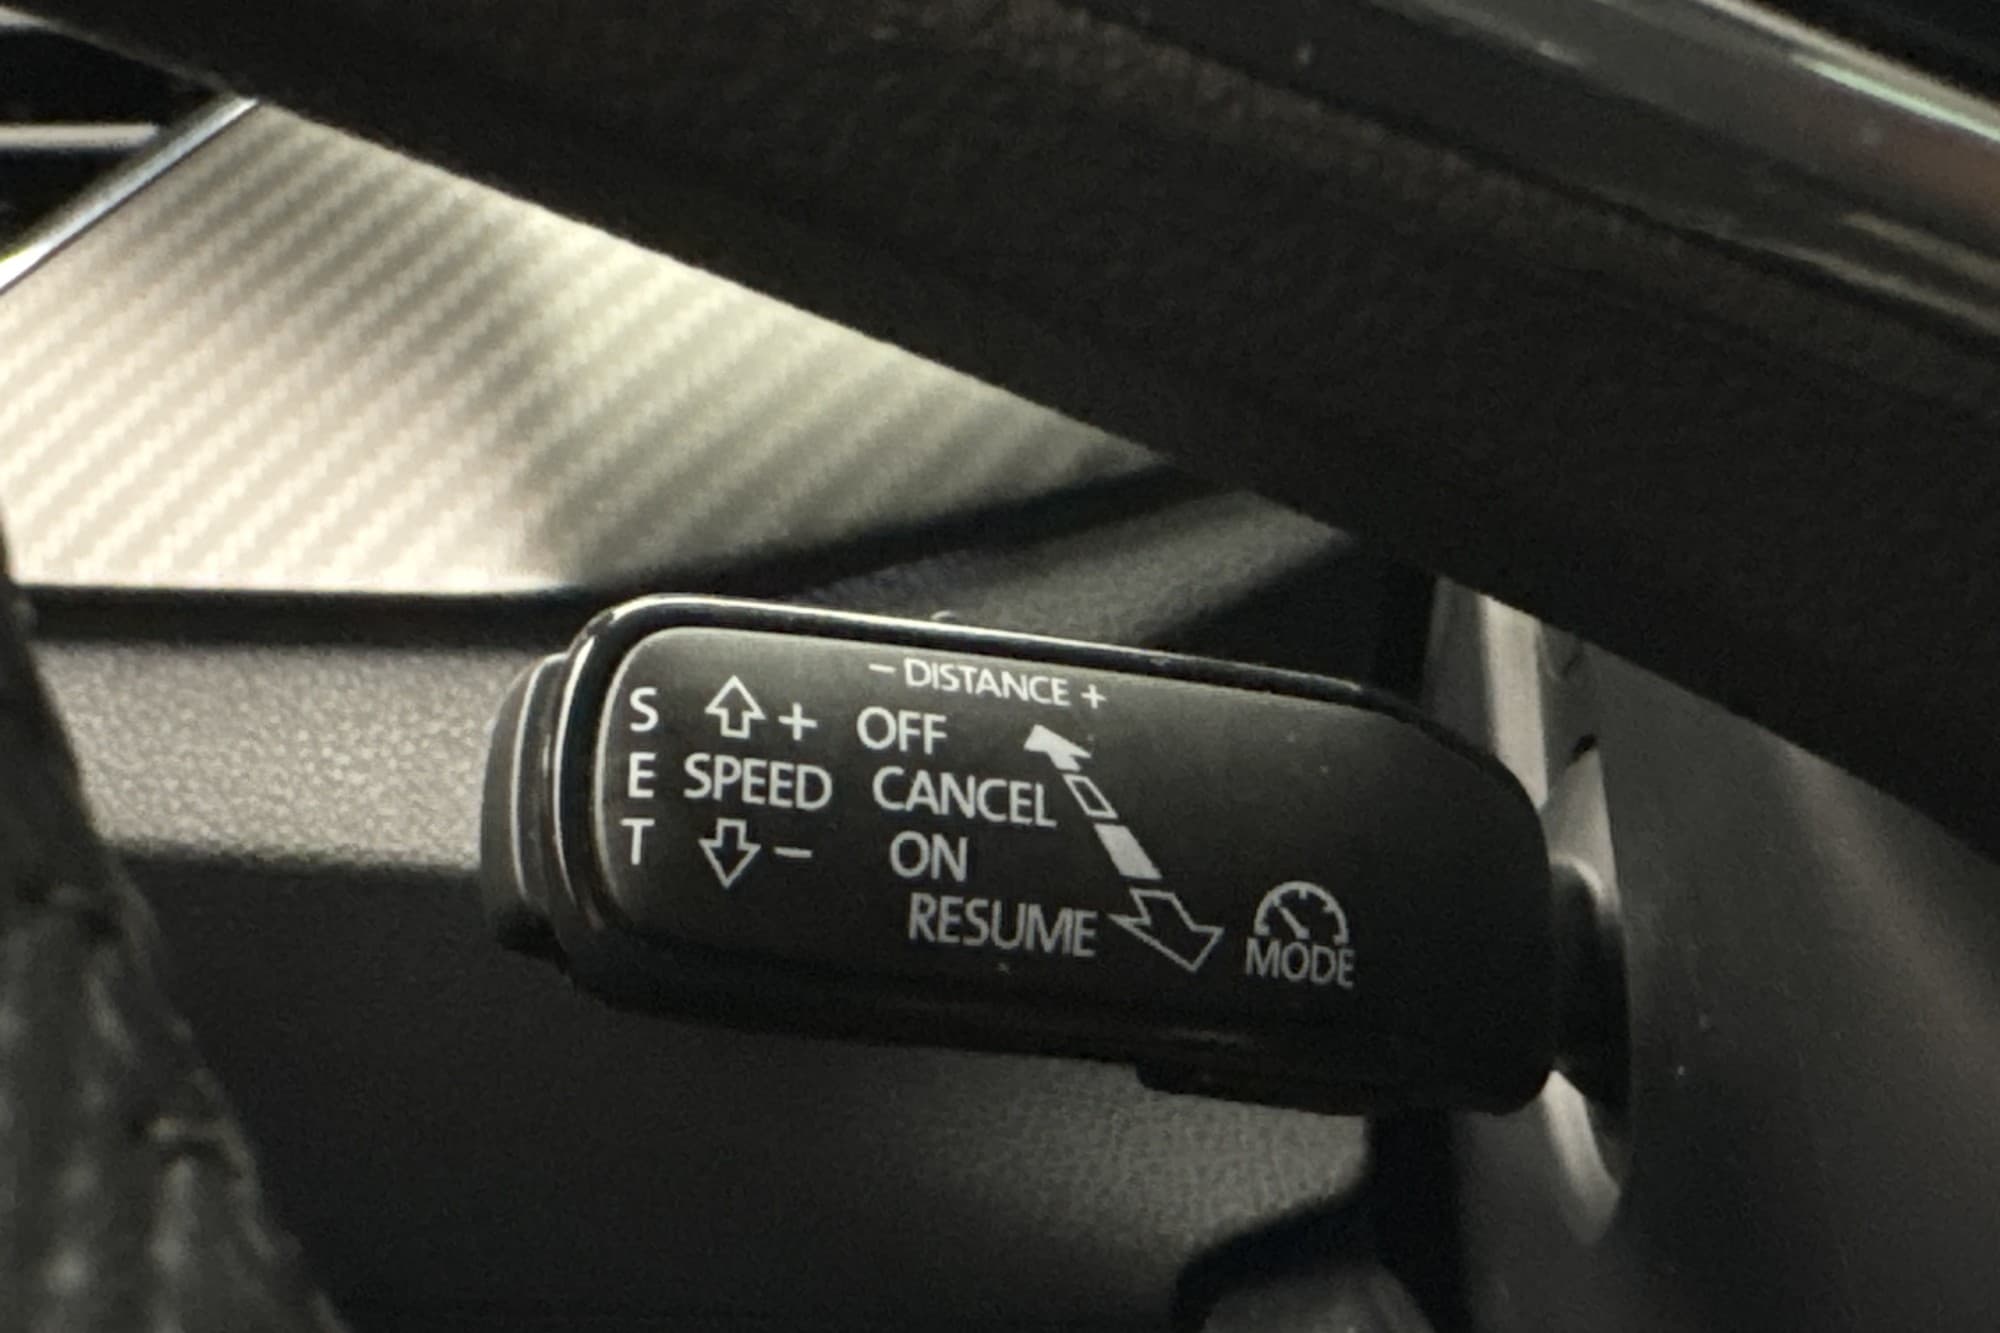 – DISTANCE +
S + OFF
E SPEED CANCEL
T – ON
RESUME
MODE